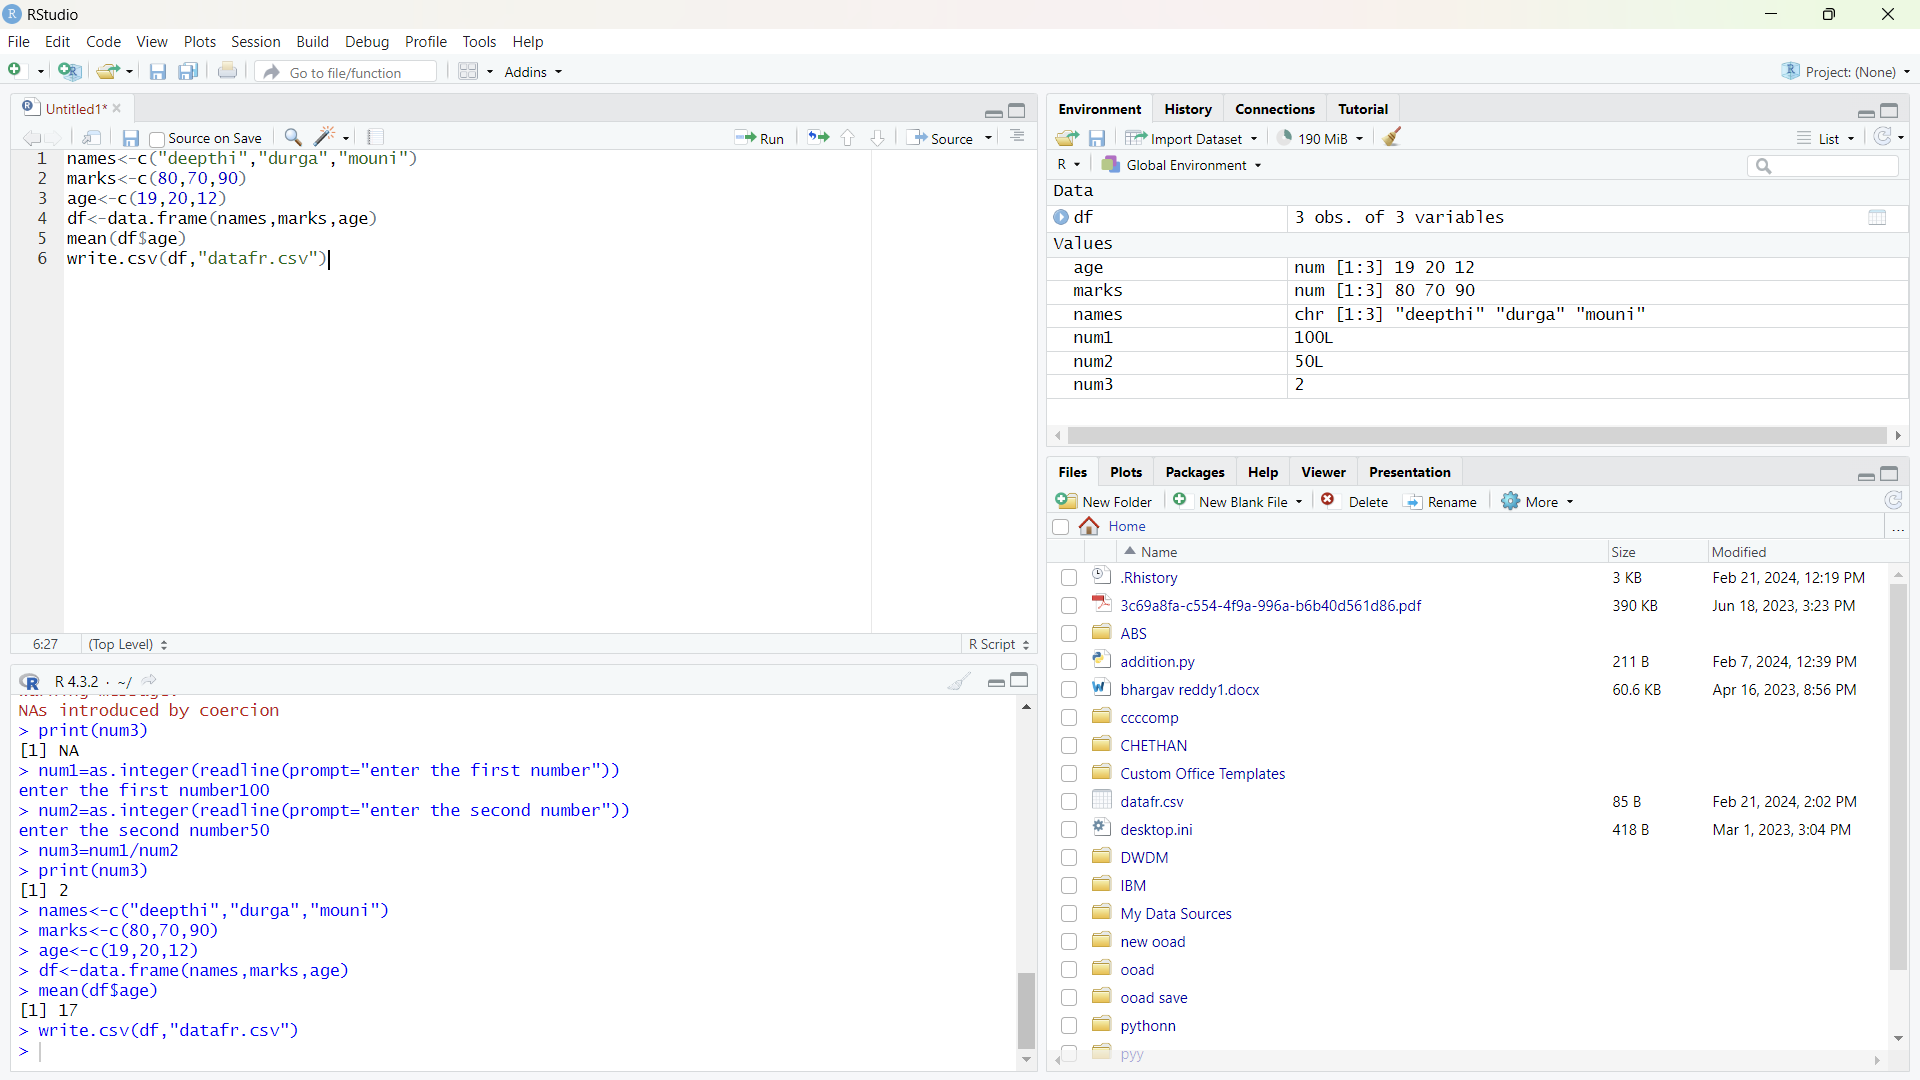 RStudio
File Edit Code View Plots Session Build Debug Profile Tools Help
Go to file/function Addins Project: (None)
Untitled1*
Source on Save Run Source
1 names<-c("deepthi","durga","mouni")
2 marks<-c(80,70,90)
3 age<-c(19,20,12)
4 df<-data.frame(names,marks,age)
5 mean(df$age)
6 write.csv(df,"datafr.csv")
6:27 (Top Level) R Script
R 4.3.2 · ~/
NAs introduced by coercion
> print(num3)
[1] NA
> num1=as.integer(readline(prompt="enter the first number"))
enter the first number100
> num2=as.integer(readline(prompt="enter the second number"))
enter the second number50
> num3=num1/num2
> print(num3)
[1] 2
> names<-c("deepthi","durga","mouni")
> marks<-c(80,70,90)
> age<-c(19,20,12)
> df<-data.frame(names,marks,age)
> mean(df$age)
[1] 17
> write.csv(df,"datafr.csv")
>
Environment History Connections Tutorial
Import Dataset 190 MiB List
R Global Environment
Data
df 3 obs. of 3 variables
Values
age num [1:3] 19 20 12
marks num [1:3] 80 70 90
names chr [1:3] "deepthi" "durga" "mouni"
num1 100L
num2 50L
num3 2
Files Plots Packages Help Viewer Presentation
New Folder New Blank File Delete Rename More
Home ...
Name Size Modified
.Rhistory 3 KB Feb 21, 2024, 12:19 PM
3c69a8fa-c554-4f9a-996a-b6b40d561d86.pdf 390 KB Jun 18, 2023, 3:23 PM
ABS
addition.py 211 B Feb 7, 2024, 12:39 PM
bhargav reddy1.docx 60.6 KB Apr 16, 2023, 8:56 PM
ccccomp
CHETHAN
Custom Office Templates
datafr.csv 85 B Feb 21, 2024, 2:02 PM
desktop.ini 418 B Mar 1, 2023, 3:04 PM
DWDM
IBM
My Data Sources
new ooad
ooad
ooad save
pythonn
pyy